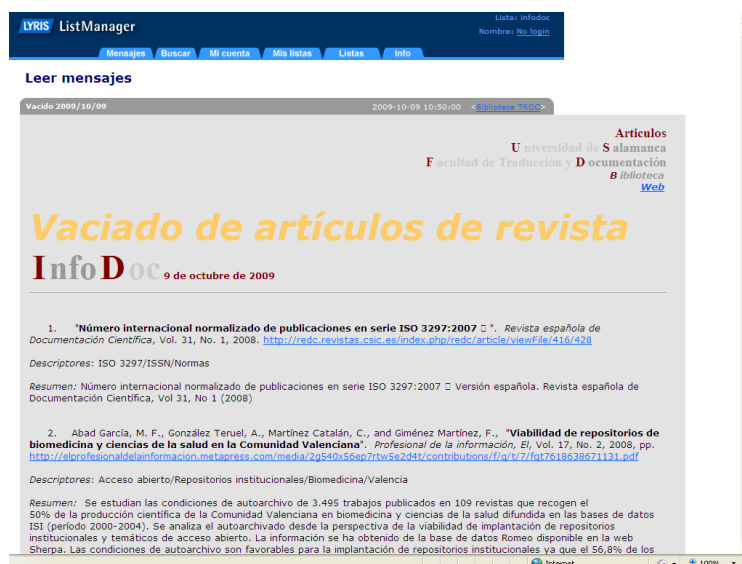 LYRIS ListManager
Lista: infodoc
Nombre: No login
Mensajes Buscar Mi cuenta Mis listas Listas Info
Leer mensajes
Vacido 2009/10/09 2009-10-09 10:50:00 <Biblioteca TRDC>
Articulos
U niversidad de S alamanca
F acultad de Traducción y D ocumentación
B iblioteca
Web
Vaciado de artículos de revista
InfoDoc 9 de octubre de 2009
1. "Número internacional normalizado de publicaciones en serie ISO 3297:2007 ". Revista española de
Documentación Científica, Vol. 31, No. 1, 2008. http://redc.revistas.csic.es/index.php/redc/article/viewFile/416/428
Descriptores: ISO 3297/ISSN/Normas
Resumen: Número internacional normalizado de publicaciones en serie ISO 3297:2007 Versión española. Revista española de
Documentación Científica, Vol 31, No 1 (2008)
2. Abad García, M. F., González Teruel, A., Martínez Catalán, C., and Giménez Martínez, F., "Viabilidad de repositorios de
biomedicina y ciencias de la salud en la Comunidad Valenciana". Profesional de la información, El, Vol. 17, No. 2, 2008, pp.
http://elprofesionaldelainformacion.metapress.com/media/2g540x56ep7rtw5e2d4t/contributions/f/q/t/7/fqt7618638671131.pdf
Descriptores: Acceso abierto/Repositorios institucionales/Biomedicina/Valencia
Resumen: Se estudian las condiciones de autoarchivo de 3.495 trabajos publicados en 109 revistas que recogen el
50% de la producción científica de la Comunidad Valenciana en biomedicina y ciencias de la salud difundida en las bases de datos
ISI (período 2000-2004). Se analiza el autoarchivado desde la perspectiva de la viabilidad de implantación de repositorios
institucionales y temáticos de acceso abierto. La información se ha obtenido de la base de datos Romeo disponible en la web
Sherpa. Las condiciones de autoarchivo son favorables para la implantación de repositorios institucionales ya que el 56,8% de los
Internet 100%